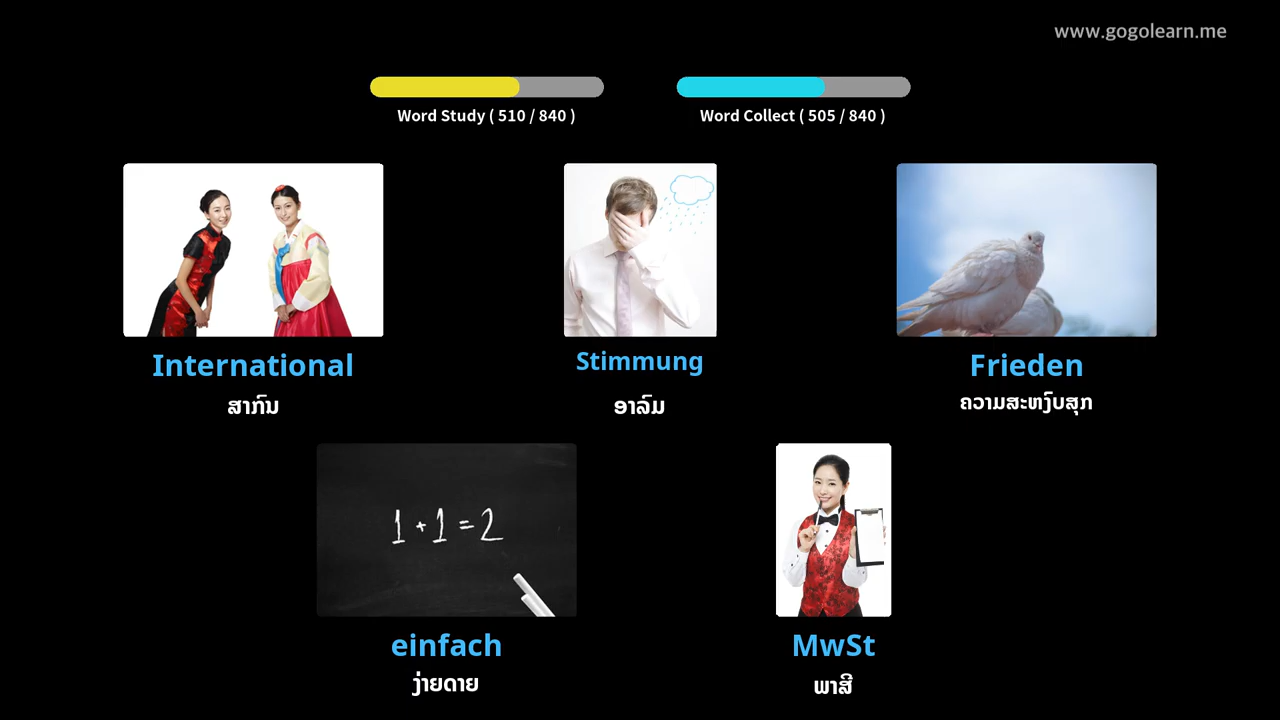 www.gogolearn.me
Word Study ( 510 / 840 )
Word Collect ( 505 / 840 )
International
ສາກົນ
Stimmung
ອາລົມ
Frieden
ຄວາມສະຫງົບສຸກ
1+1=2
einfach
ງ່າຍດາຍ
MwSt
ພາສີ